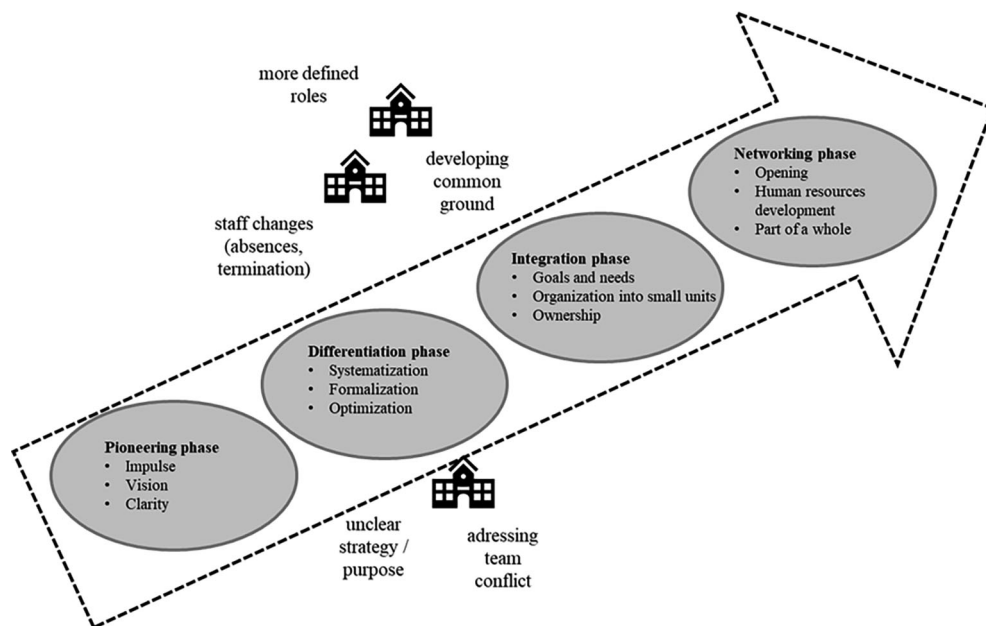 more defined
roles
developing
common
ground
staff changes
(absences,
termination)
Networking phase
• Opening
• Human resources
development
• Part of a whole
Integration phase
• Goals and needs
• Organization into small units
• Ownership
Differentiation phase
• Systematization
• Formalization
• Optimization
Pioneering phase
• Impulse
• Vision
• Clarity
unclear
strategy /
purpose
adressing
team
conflict